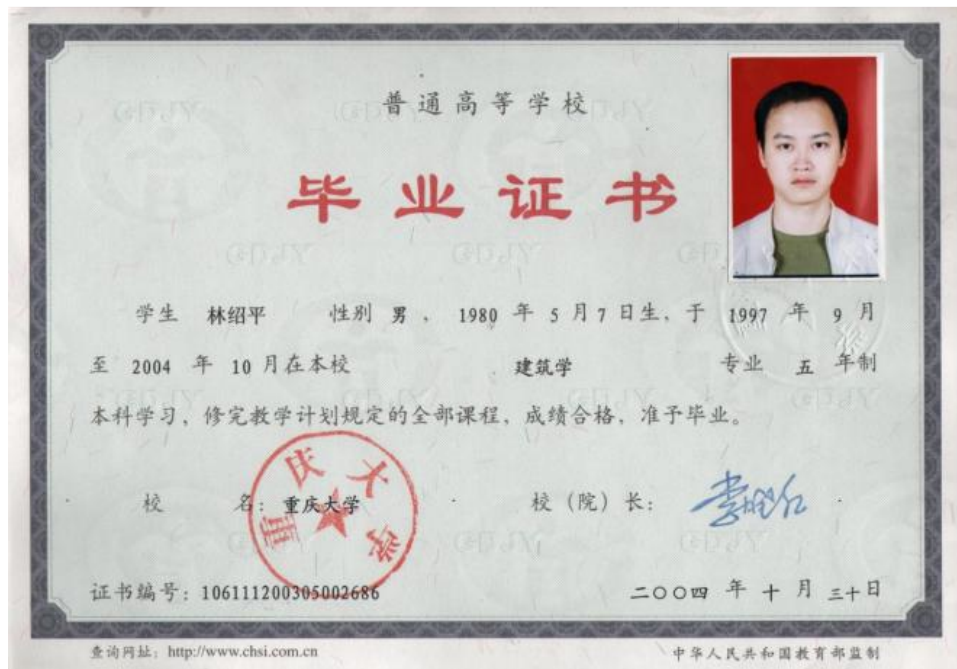 普通高等学校
毕业证书
学生 林绍平 性别 男 , 1980 年 5 月 7 日生, 于 1997 年 9 月
至 2004 年 10 月在本校 建筑学 专业 五 年制
本科学习, 修完教学计划规定的全部课程, 成绩合格, 准予毕业。
校 名: 重庆大学 校 (院) 长:
重庆大学
证书编号: 106111200305002686 二〇〇四 年 十 月 三十 日
查询网址: http://www.chsi.com.cn 中华人民共和国教育部监制